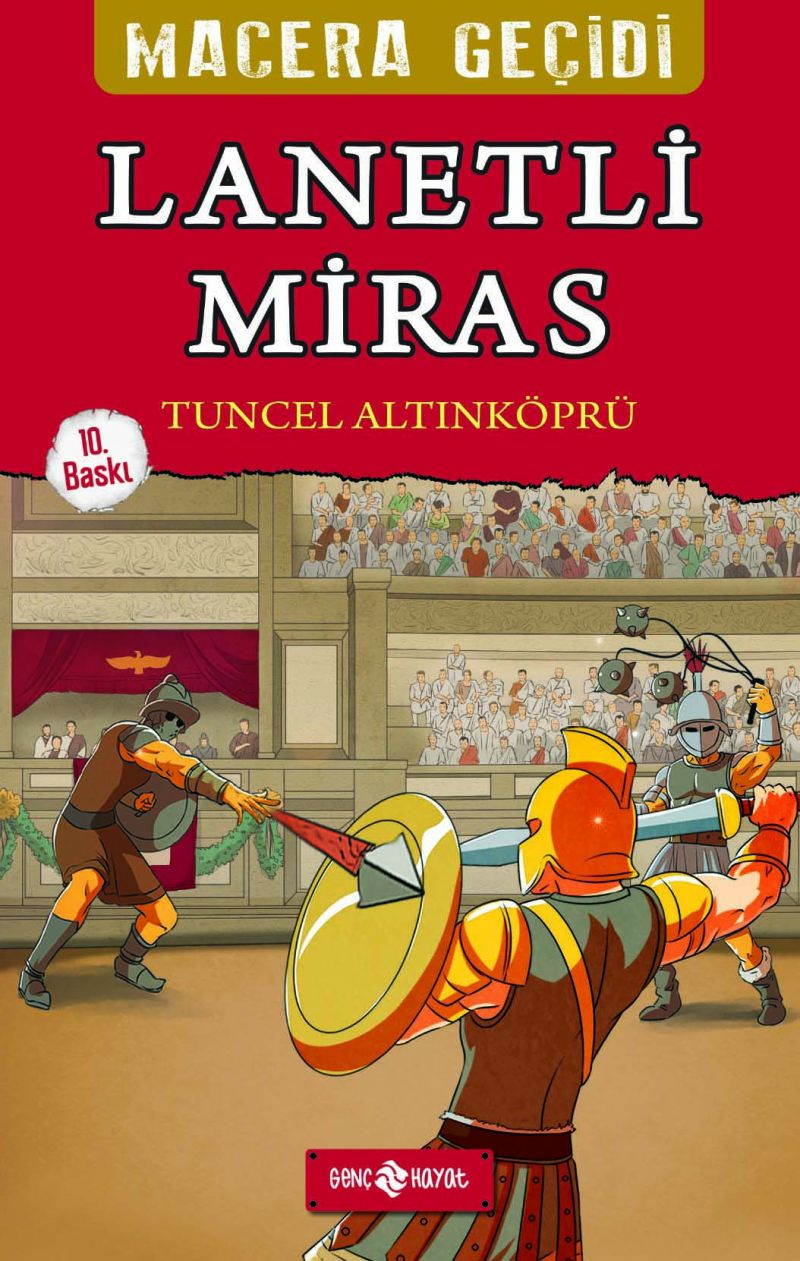 MACERA GEÇİDİ
LANETLİ
MİRAS
TUNCEL ALTINKÖPRÜ
10.
Baskı
GENÇ HAYAT